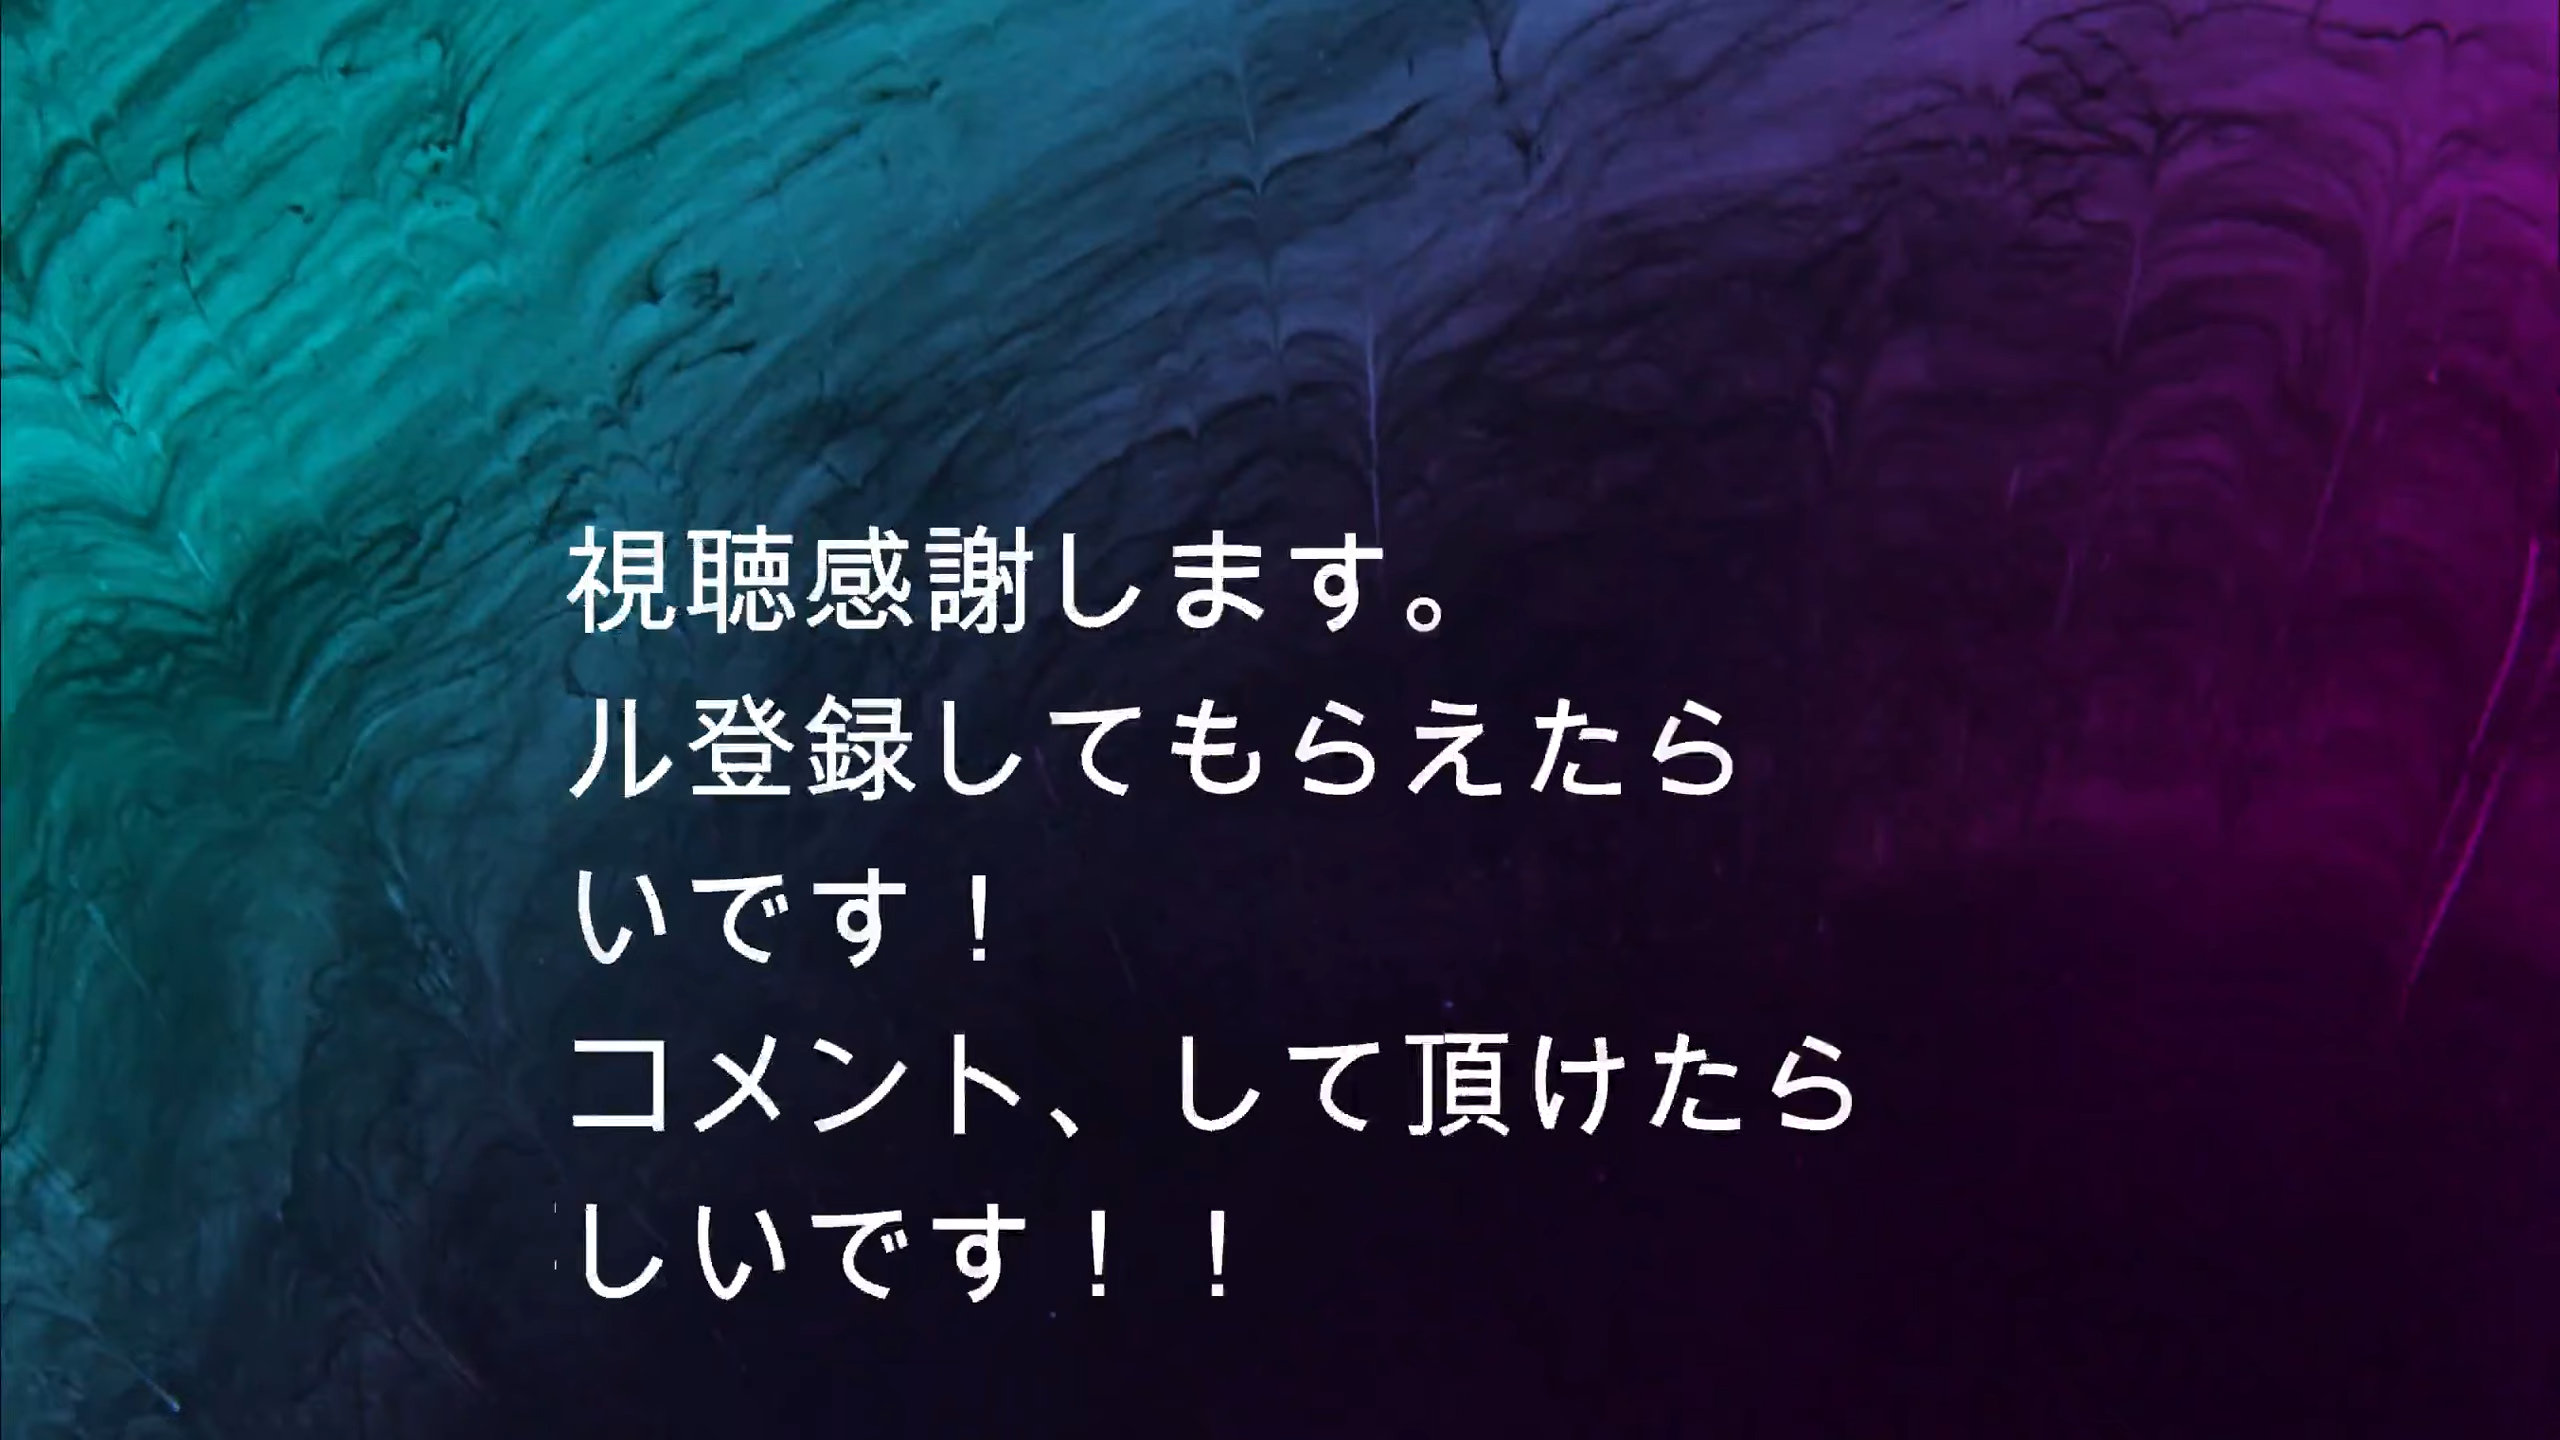 視聴感謝します。
ル登録してもらえたら
いです！
コメント、して頂けたら
しいです！！